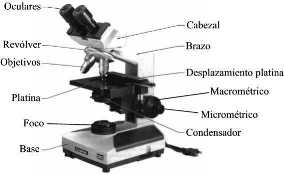 Oculares
Cabezal
Revólver
Brazo
Objetivos
Desplazamiento platina
Platina
Macrométrico
Micrométrico
Foco
Condensador
Base